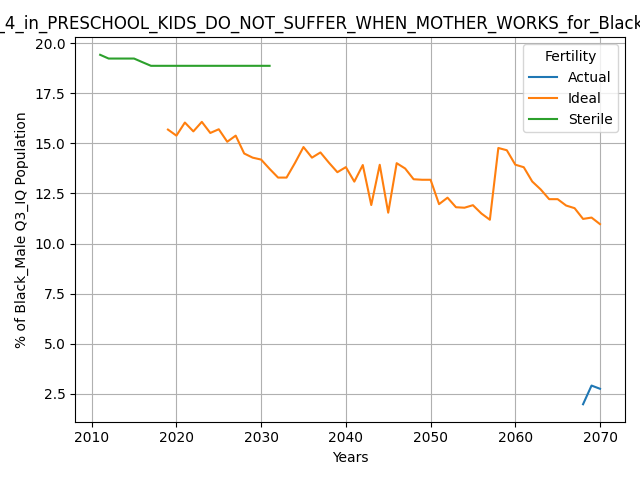 _4_in_PRESCHOOL_KIDS_DO_NOT_SUFFER_WHEN_MOTHER_WORKS_for_Black
20.0
17.5
15.0
12.5
10.0
7.5
5.0
2.5
% of Black_Male Q3_IQ Population
Fertility
Actual
Ideal
Sterile
2010 2020 2030 2040 2050 2060 2070
Years